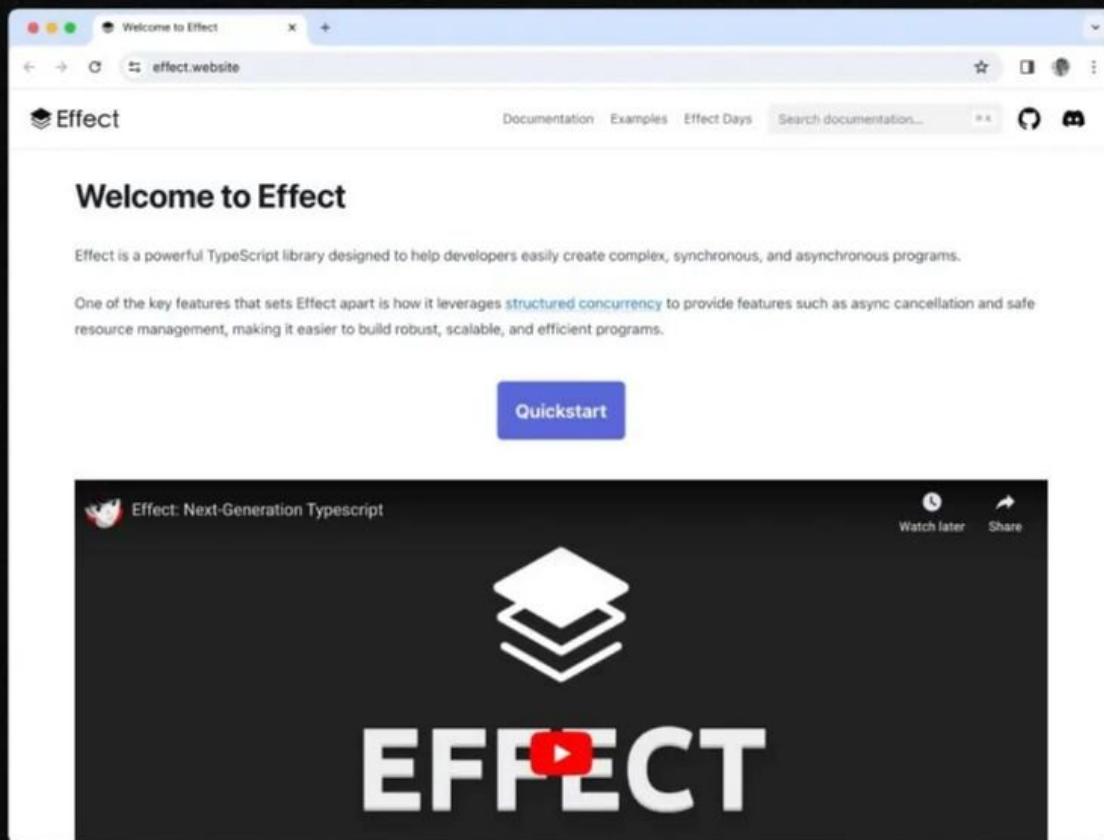 Welcome to Effect
effect.website
Effect
Documentation Examples Effect Days Search documentation...
Welcome to Effect
Effect is a powerful TypeScript library designed to help developers easily create complex, synchronous, and asynchronous programs.
One of the key features that sets Effect apart is how it leverages structured concurrency to provide features such as async cancellation and safe
resource management, making it easier to build robust, scalable, and efficient programs.
Quickstart
Effect: Next-Generation Typescript
Watch later Share
EFFECT